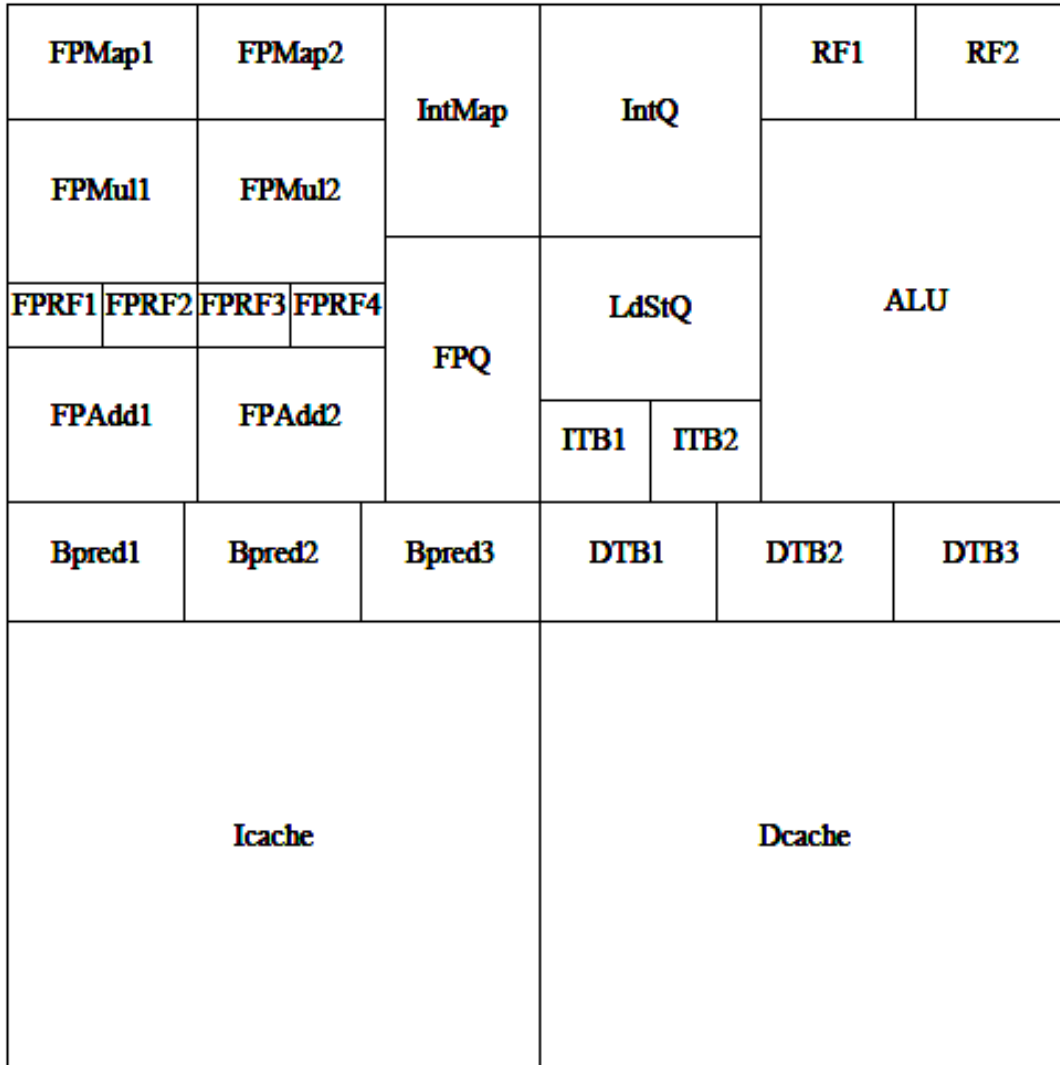 FPMap1 FPMap2 RF1 RF2
IntMap IntQ
FPMul1 FPMul2
FPRF1 FPRF2 FPRF3 FPRF4 LdStQ ALU
FPQ
FPAdd1 FPAdd2
ITB1 ITB2
Bpred1 Bpred2 Bpred3 DTB1 DTB2 DTB3
Icache Dcache